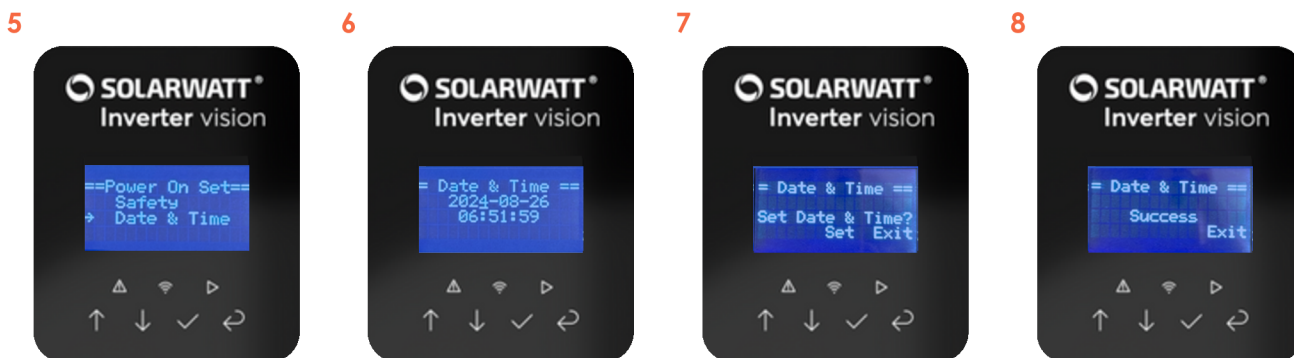 5
SOLARWATT®
Inverter vision
==Power On Set==
Safety
→ Date & Time
6
SOLARWATT®
Inverter vision
= Date & Time ==
2024-08-26
06:51:59
7
SOLARWATT®
Inverter vision
= Date & Time ==
Set Date & Time?
Set Exit
8
SOLARWATT®
Inverter vision
= Date & Time ==
Success
Exit